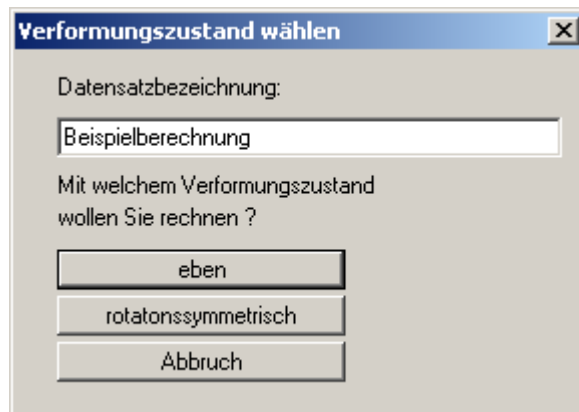 Verformungszustand wählen
Datensatzbezeichnung:
Beispielberechnung
Mit welchem Verformungszustand
wollen Sie rechnen ?
eben
rotatonssymmetrisch
Abbruch